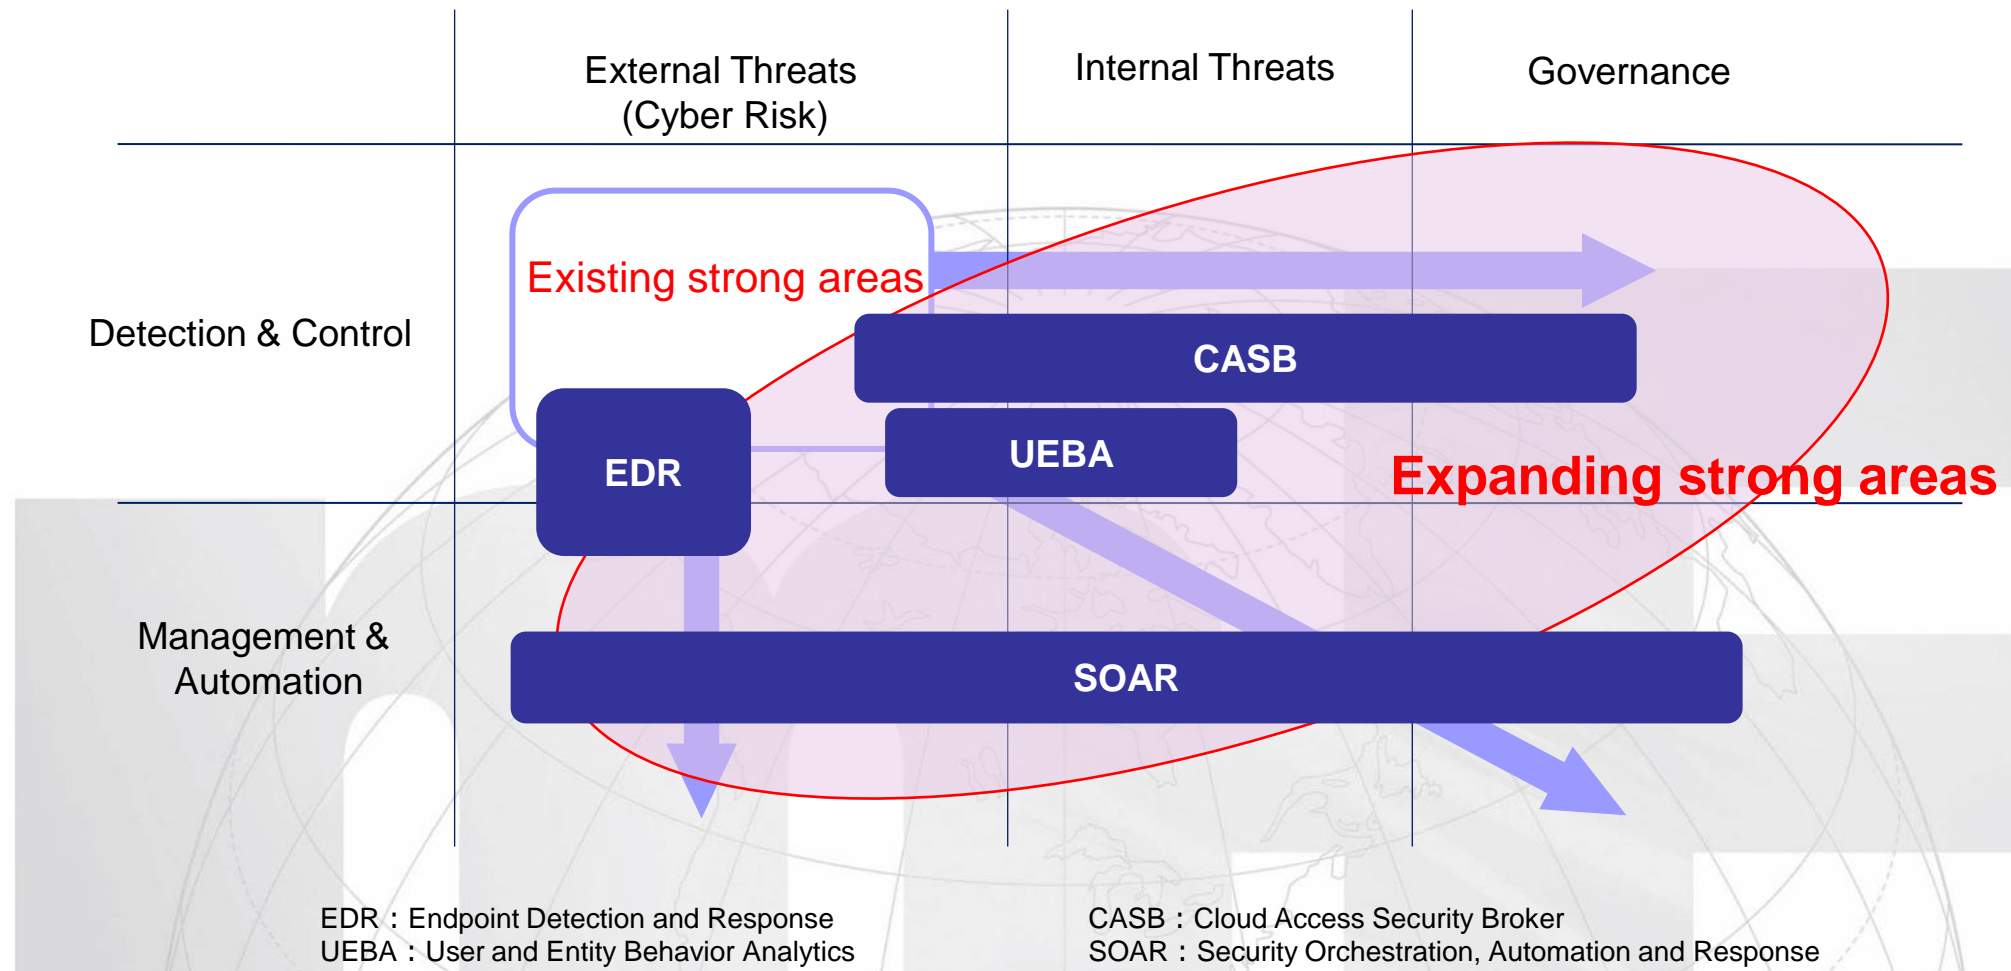 External Threats
(Cyber Risk)
Internal Threats
Governance
Detection & Control
Existing strong areas
CASB
UEBA
EDR
Expanding strong areas
Management &
Automation
SOAR
EDR：Endpoint Detection and Response
UEBA：User and Entity Behavior Analytics
CASB：Cloud Access Security Broker
SOAR：Security Orchestration, Automation and Response